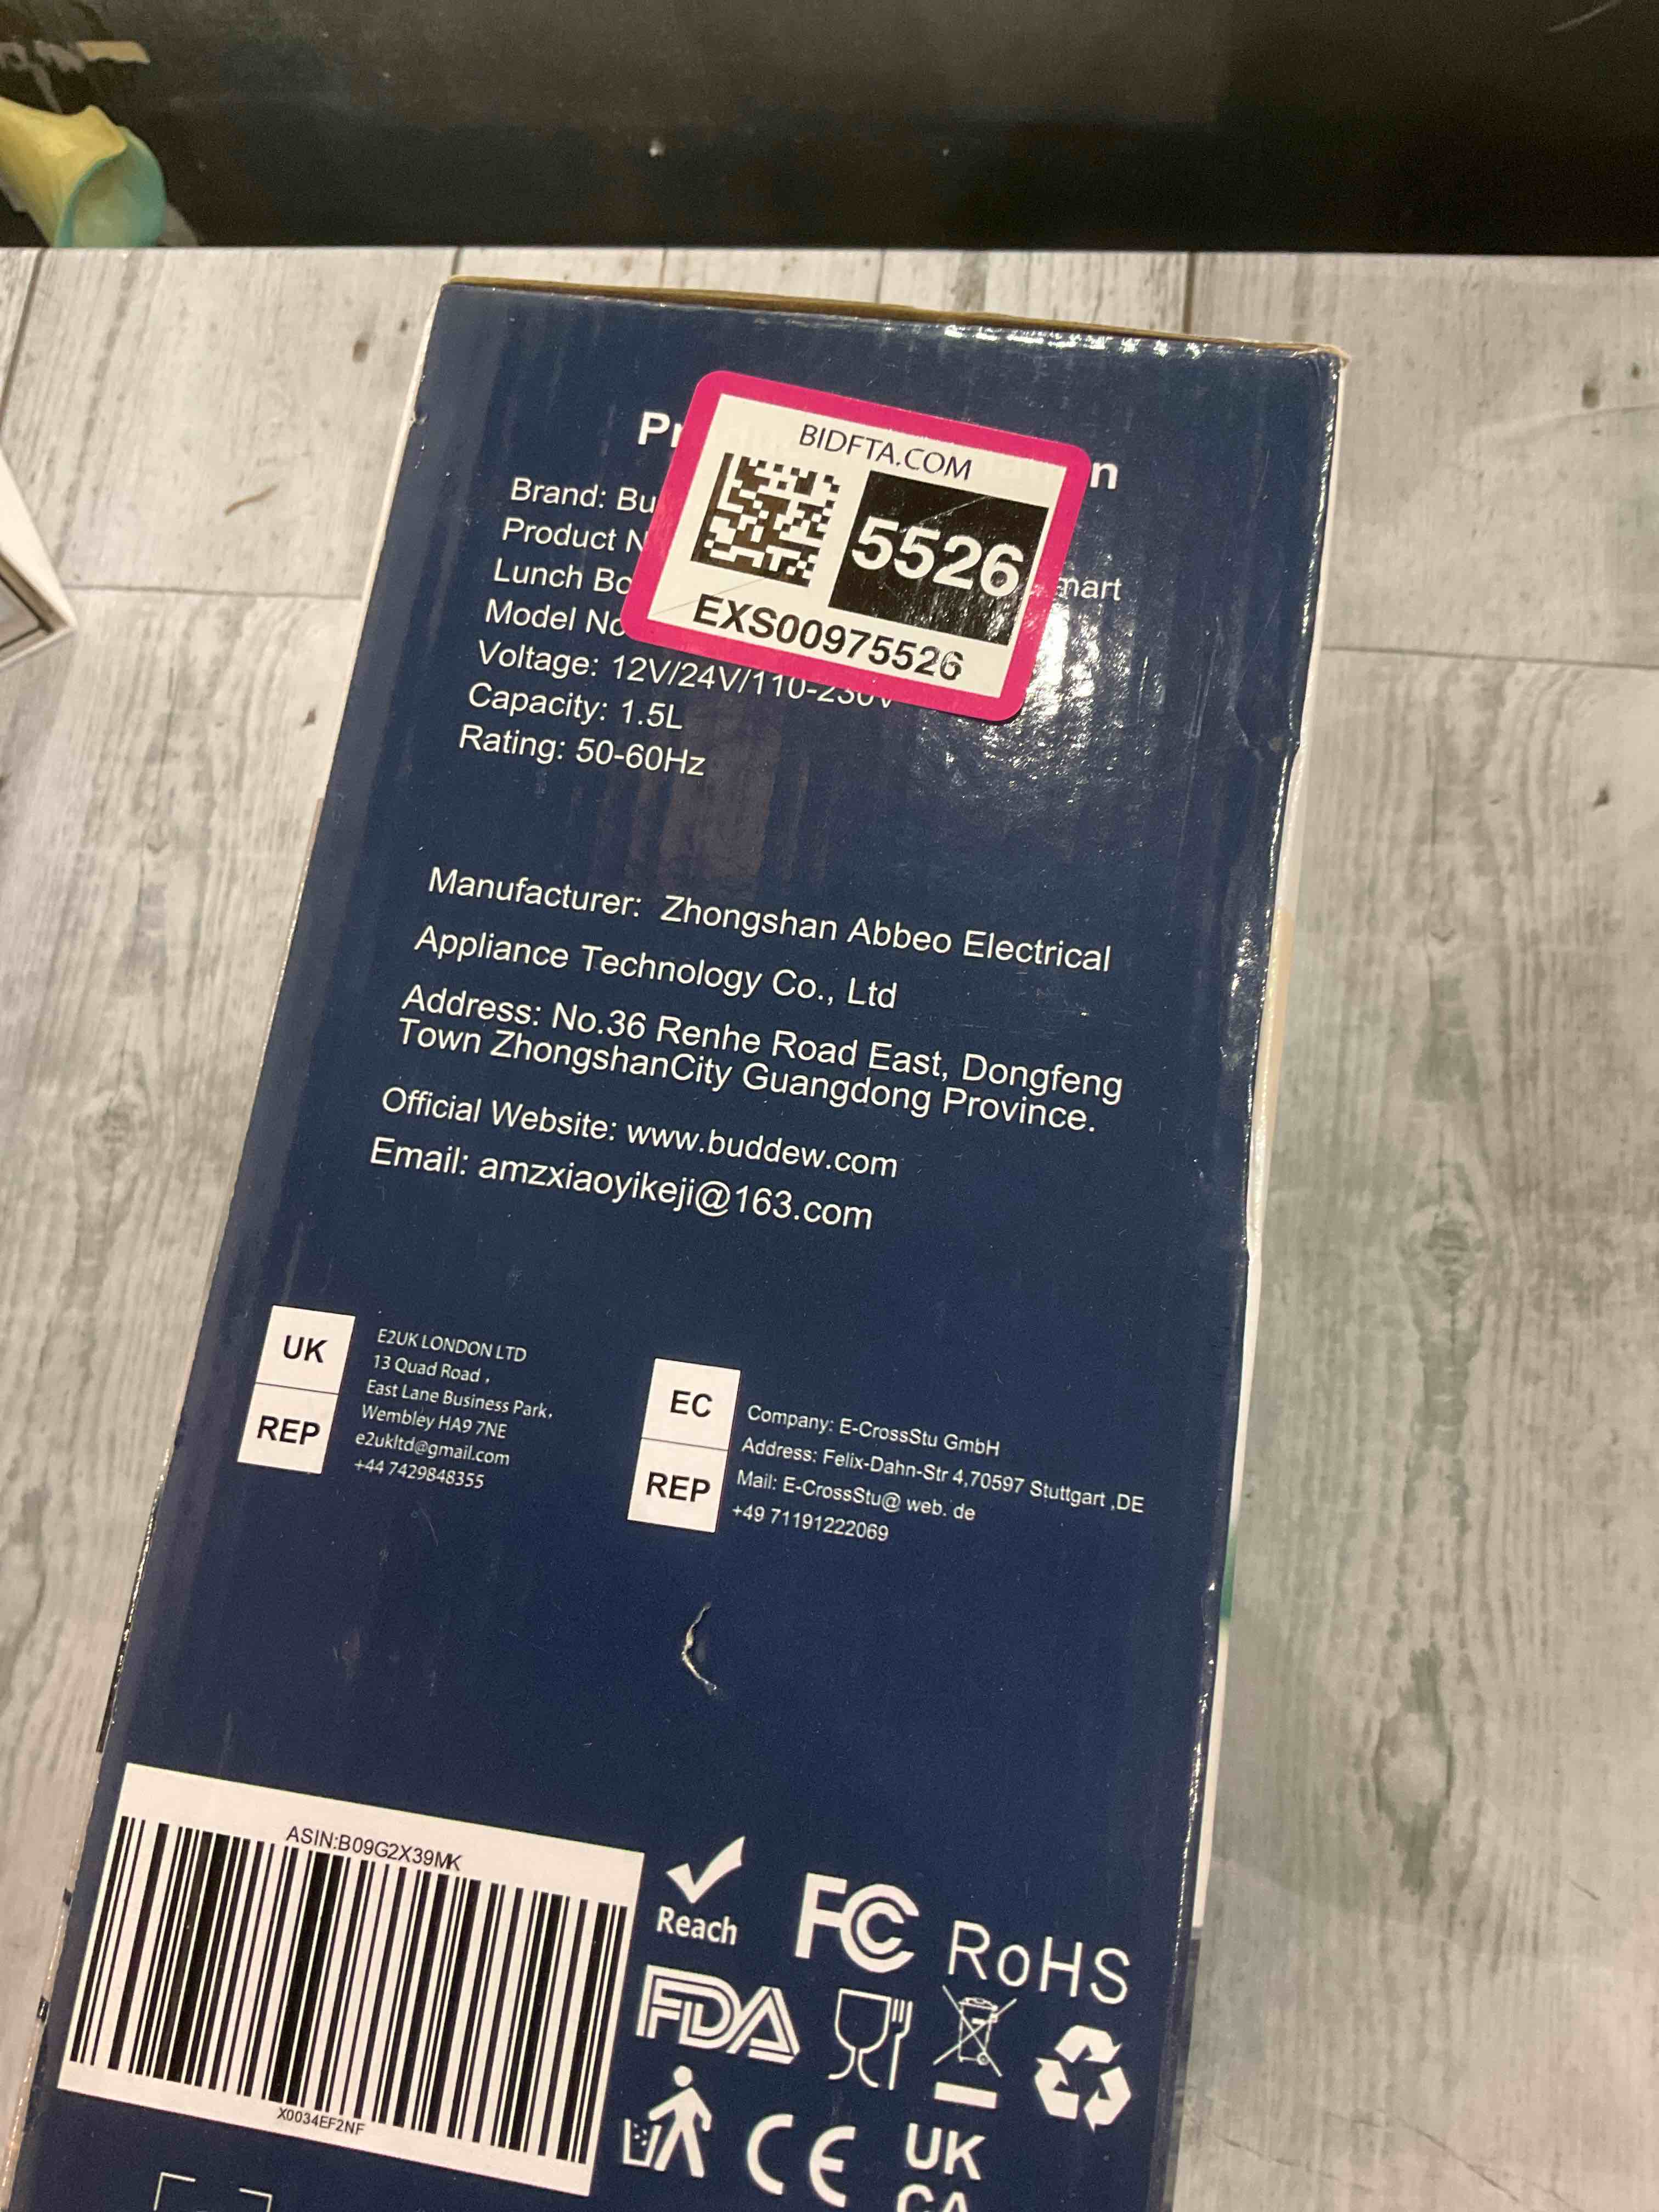 BIDFTA.COM
5526
EXS00975526
Brand: Bu
Product N
mart
Lunch Bo
Model No
Voltage: 12V/24V/110-230V
Capacity: 1.5L
Rating: 50-60Hz
Manufacturer: Zhongshan Abbeo Electrical
Appliance Technology Co., Ltd
Address: No.36 Renhe Road East, Dongfeng
Town ZhongshanCity Guangdong Province.
Official Website: www.buddew.com
Email: amzxiaoyikeji@163.com
UK
REP
E2UK LONDON LTD
13 Quad Road ,
East Lane Business Park,
Wembley HA9 7NE
e2ukltd@gmail.com
+44 7429848355
EC
REP
Company: E-CrossStu GmbH
Address: Felix-Dahn-Str 4,70597 Stuttgart ,DE
Mail: E-CrossStu@ web. de
+49 71191222069
ASIN:B09G2X39MK
X0034EF2NF
Reach
FC
RoHS
FDA
CE
UK
CA